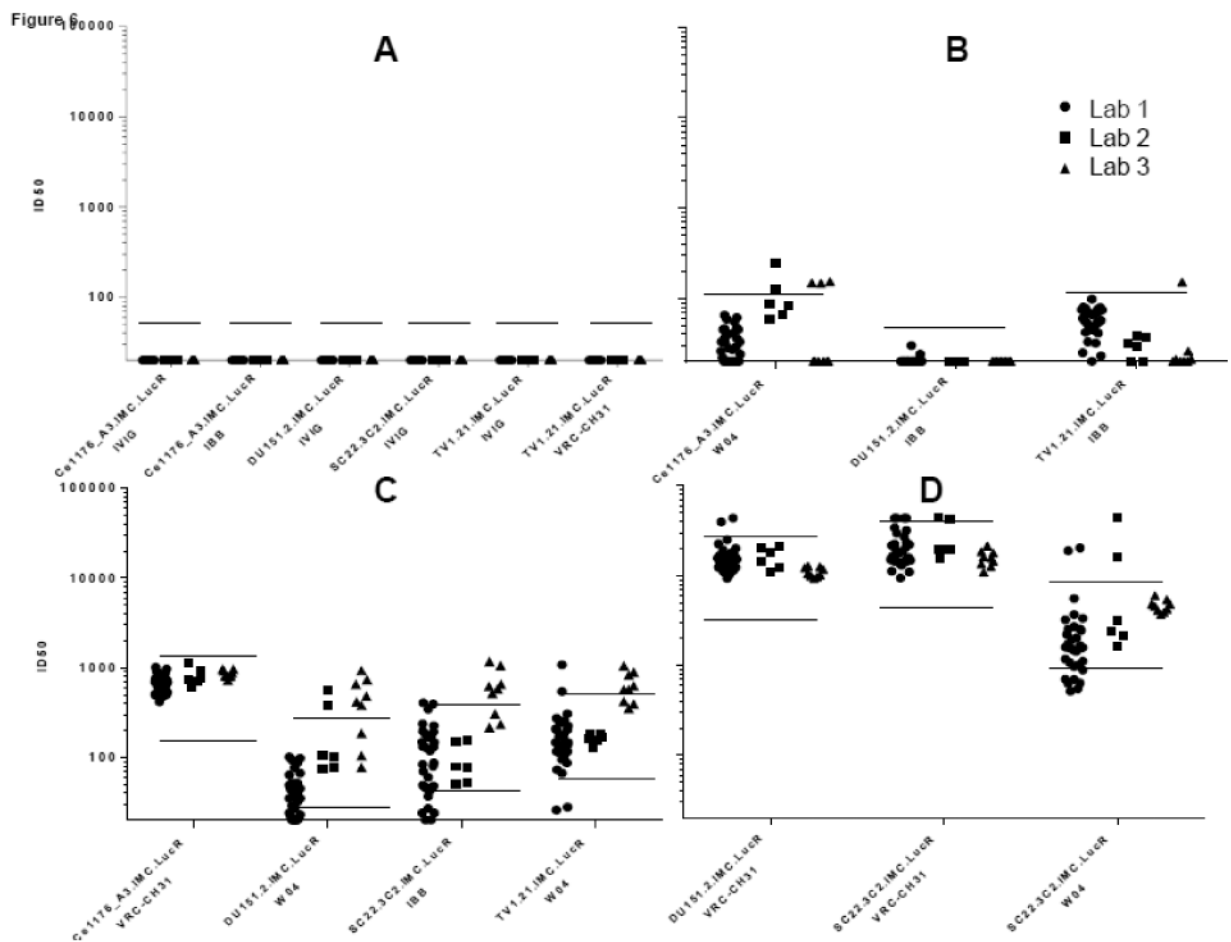 Figure 6
A
100000
10000
1000
100
ID50
Ce1176_A3.IMC.LucR
IVIG
Ce1176_A3.IMC.LucR
IBB
DU151.2.IMC.LucR
IVIG
SC22.3C2.IMC.LucR
IVIG
TV1.21.IMC.LucR
IVIG
TV1.21.IMC.LucR
VRC-CH31
B
Lab 1
Lab 2
Lab 3
Ce1176_A3.IMC.LucR
W04
DU151.2.IMC.LucR
IBB
TV1.21.IMC.LucR
IBB
C
100000
10000
1000
100
ID50
Ce1176_A3.IMC.LucR
VRC-CH31
DU151.2.IMC.LucR
W04
SC22.3C2.IMC.LucR
IBB
TV1.21.IMC.LucR
W04
D
DU151.2.IMC.LucR
VRC-CH31
SC22.3C2.IMC.LucR
VRC-CH31
SC22.3C2.IMC.LucR
W04